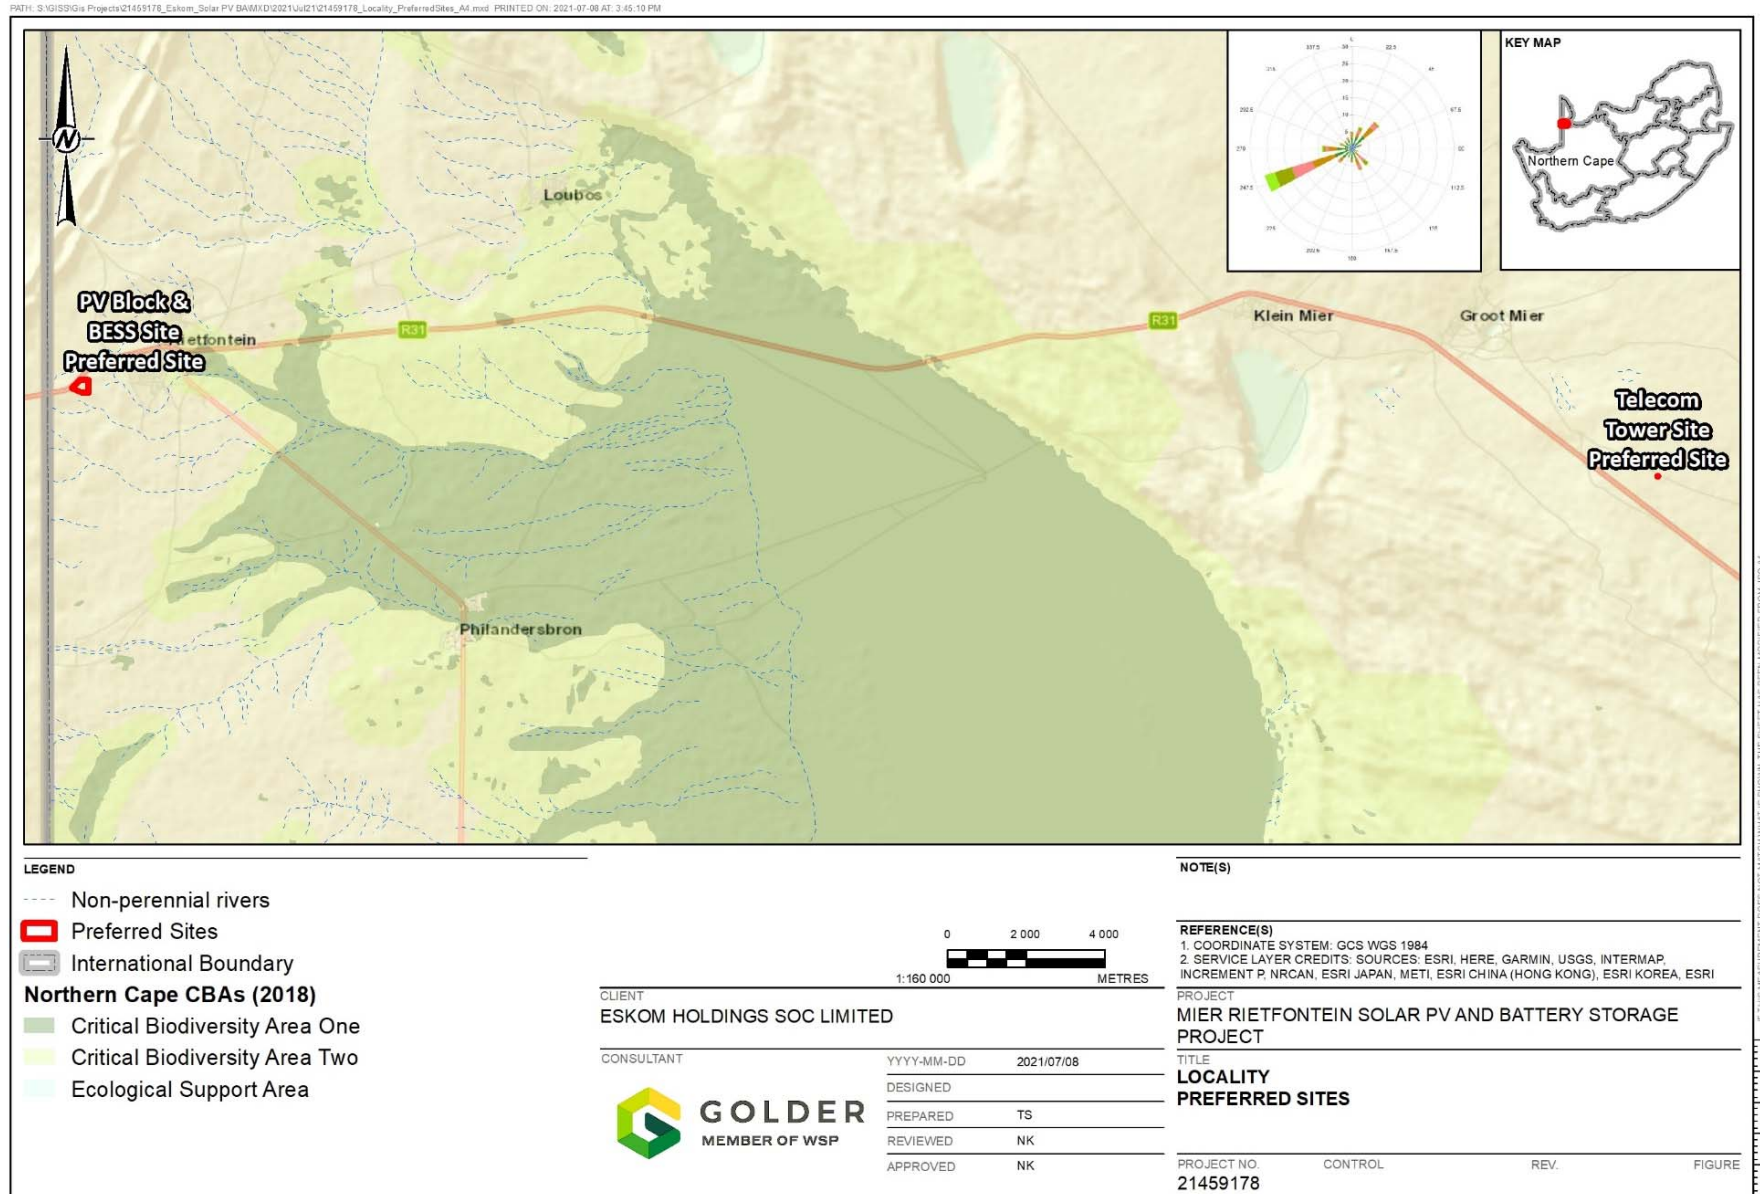 PATH: S:\GISS\Gis Projects\21459178_Eskom_Solar PV BA\MXD\2021\Jul21\21459178_Locality_PreferredSites_A4.mxd PRINTED ON: 2021-07-08 AT: 3:45:10 PM
N
KEY MAP
Northern Cape
Loubos
PV Block &
BESS Site
Preferred Site
etfontein
R31
R31
Klein Mier
Groot Mier
Telecom
Tower Site
Preferred Site
Philandersbron
LEGEND
Non-perennial rivers
Preferred Sites
International Boundary
Northern Cape CBAs (2018)
Critical Biodiversity Area One
Critical Biodiversity Area Two
Ecological Support Area
0 2 000 4 000
1:160 000 METRES
CLIENT
ESKOM HOLDINGS SOC LIMITED
CONSULTANT
GOLDER
MEMBER OF WSP
YYYY-MM-DD 2021/07/08
DESIGNED
PREPARED TS
REVIEWED NK
APPROVED NK
NOTE(S)
REFERENCE(S)
1. COORDINATE SYSTEM: GCS WGS 1984
2. SERVICE LAYER CREDITS: SOURCES: ESRI, HERE, GARMIN, USGS, INTERMAP,
INCREMENT P, NRCAN, ESRI JAPAN, METI, ESRI CHINA (HONG KONG), ESRI KOREA, ESRI
PROJECT
MIER RIETFONTEIN SOLAR PV AND BATTERY STORAGE
PROJECT
TITLE
LOCALITY
PREFERRED SITES
PROJECT NO. CONTROL REV. FIGURE
21459178